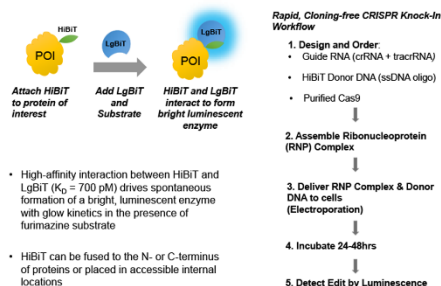 HiBiT
POI
LgBiT
LgBiT
POI
Attach HiBiT
to protein of
interest
Add LgBiT
and
Substrate
HiBiT and LgBiT
interact to form
bright luminescent
enzyme
• High-affinity interaction between HiBiT and
LgBiT (KD = 700 pM) drives spontaneous
formation of a bright, luminescent enzyme
with glow kinetics in the presence of
furimazine substrate
• HiBiT can be fused to the N- or C-terminus
of proteins or placed in accessible internal
locations
Rapid, Cloning-free CRISPR Knock-In
Workflow
1. Design and Order:
• Guide RNA (crRNA + tracrRNA)
• HiBiT Donor DNA (ssDNA oligo)
• Purified Cas9
2. Assemble Ribonucleoprotein
(RNP) Complex
3. Deliver RNP Complex & Donor
DNA to cells
(Electroporation)
4. Incubate 24-48hrs
5. Detect Edit by Luminescence